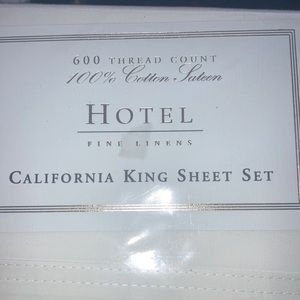 600 THREAD COUNT
100% Cotton Sateen
HOTEL
FINE LINENS
CALIFORNIA KING SHEET SET